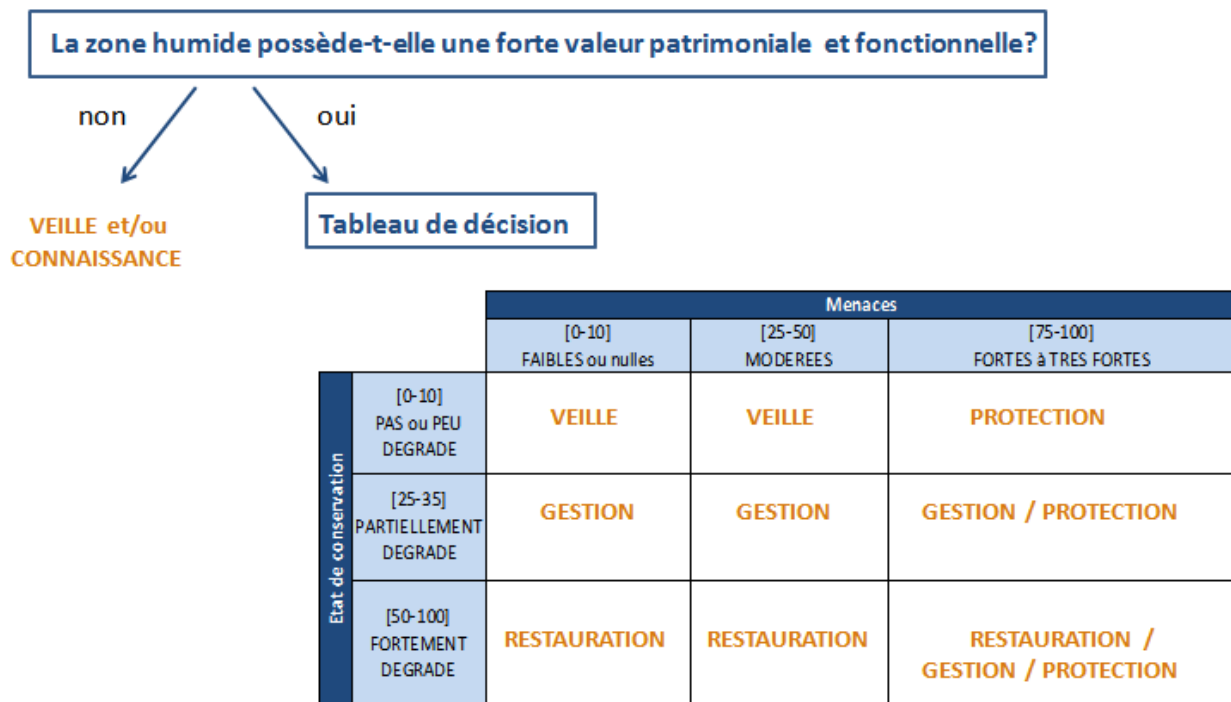 La zone humide possède-t-elle une forte valeur patrimoniale et fonctionnelle?
non
oui
VEILLE et/ou
CONNAISSANCE
Tableau de décision
Menaces
[0-10]
FAIBLES ou nulles
[25-50]
MODEREES
[75-100]
FORTES à TRES FORTES
Etat de conservation
[0-10]
PAS ou PEU
DEGRADE
VEILLE
VEILLE
PROTECTION
[25-35]
PARTIELLEMENT
DEGRADE
GESTION
GESTION
GESTION / PROTECTION
[50-100]
FORTEMENT
DEGRADE
RESTAURATION
RESTAURATION
RESTAURATION /
GESTION / PROTECTION